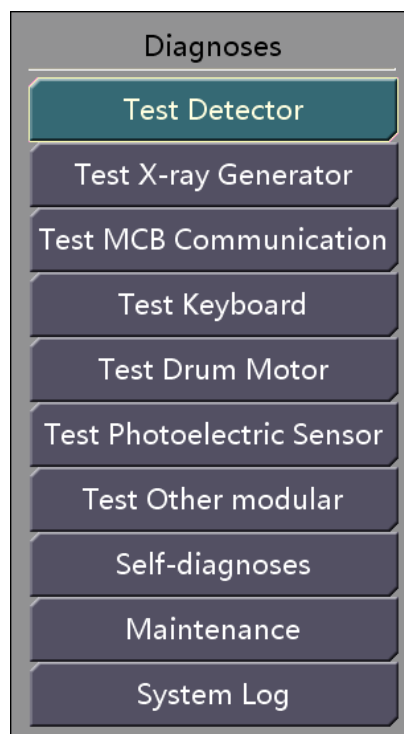 Diagnoses
Test Detector
Test X-ray Generator
Test MCB Communication
Test Keyboard
Test Drum Motor
Test Photoelectric Sensor
Test Other modular
Self-diagnoses
Maintenance
System Log